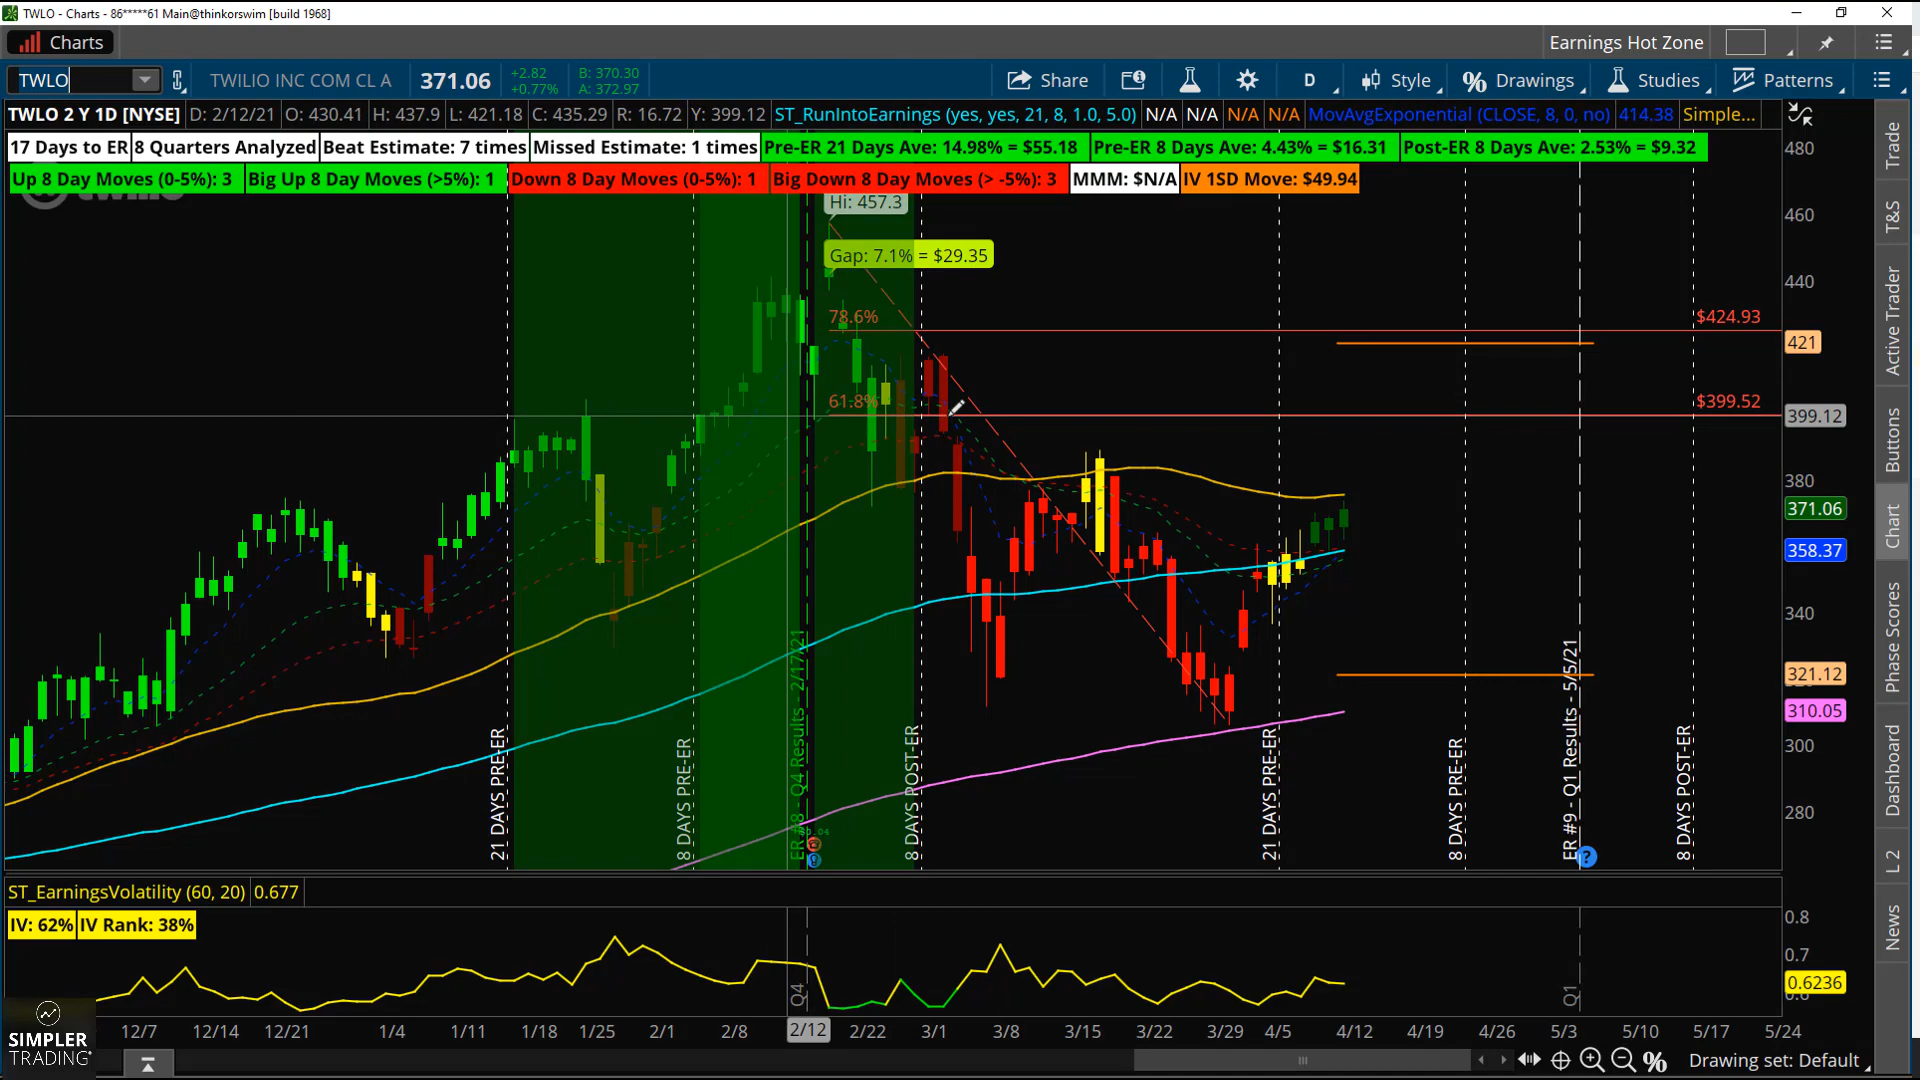 TWLO - Charts - 86*****61 Main@thinkorswim [build 1968]
Charts
Earnings Hot Zone
TWLO
TWILIO INC COM CL A
371.06
+2.82
+0.77%
B: 370.30
A: 372.97
Share
D
Style
% Drawings
Studies
Patterns
TWLO 2 Y 1D [NYSE]
D: 2/12/21
O: 430.41
H: 437.9
L: 421.18
C: 435.29
R: 16.72
Y: 399.12
ST_RunIntoEarnings (yes, yes, 21, 8, 1.0, 5.0)
N/A
N/A
N/A
N/A
MovAvgExponential (CLOSE, 8, 0, no)
414.38
Simple...
17 Days to ER
8 Quarters Analyzed
Beat Estimate: 7 times
Missed Estimate: 1 times
Pre-ER 21 Days Ave: 14.98% = $55.18
Pre-ER 8 Days Ave: 4.43% = $16.31
Post-ER 8 Days Ave: 2.53% = $9.32
Up 8 Day Moves (0-5%): 3
Big Up 8 Day Moves (>5%): 1
Down 8 Day Moves (0-5%): 1
Big Down 8 Day Moves (> -5%): 3
MMM: $N/A
IV 1SD Move: $49.94
twilio
Hi: 457.3
Gap: 7.1% = $29.35
78.6%
$424.93
61.8%
$399.52
480
460
440
421
399.12
380
371.06
358.37
340
321.12
310.05
300
280
21 DAYS PRE-ER
8 DAYS PRE-ER
ER #8 - Q4 Results - 2/17/21
8 DAYS POST-ER
21 DAYS PRE-ER
8 DAYS PRE-ER
ER #9 - Q1 Results - 5/5/21
8 DAYS POST-ER
?
ST_EarningsVolatility (60, 20)
0.677
IV: 62%
IV Rank: 38%
Q4
Q1
0.8
0.7
0.6236
12/7
12/14
12/21
1/4
1/11
1/18
1/25
2/1
2/8
2/12
2/22
3/1
3/8
3/15
3/22
3/29
4/5
4/12
4/19
4/26
5/3
5/10
5/17
5/24
SIMPLER
TRADING
%
Drawing set: Default
Trade
T&S
Active Trader
Buttons
Chart
Phase Scores
Dashboard
L 2
News